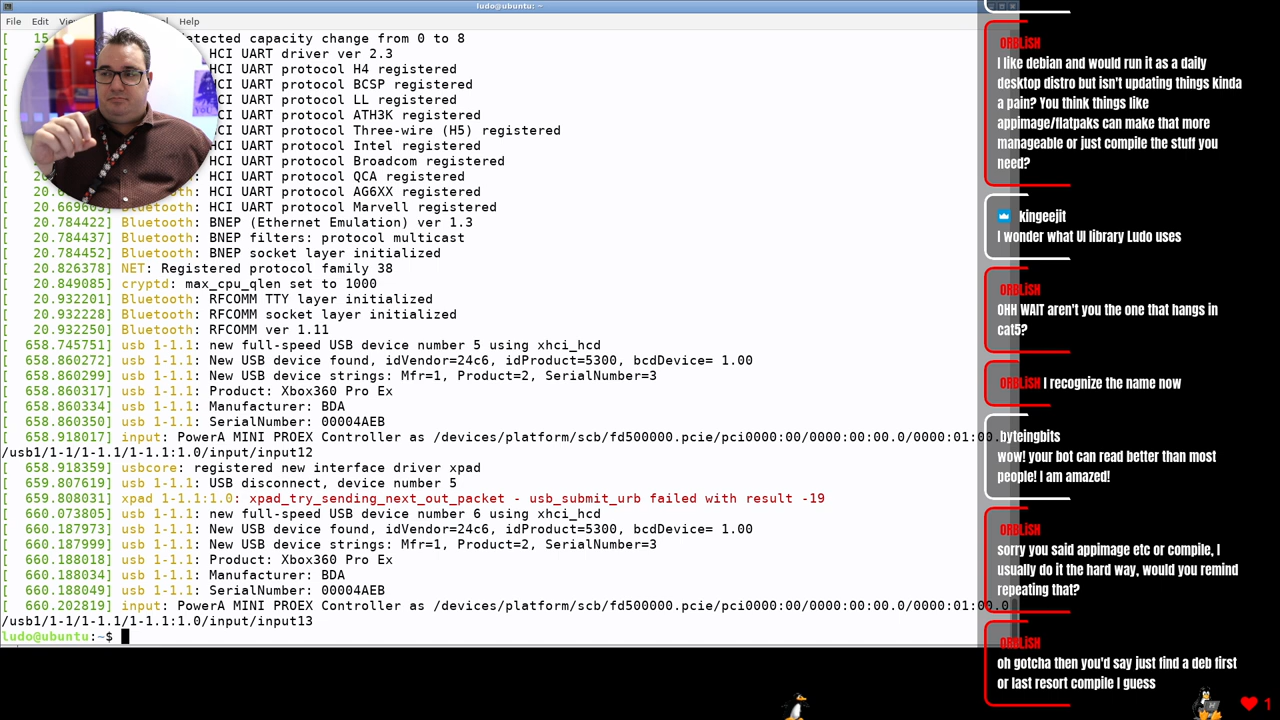 ludo@ubuntu: ~
File Edit Vi Help
[ 15 etected capacity change from 0 to 8
[ 2 HCI UART driver ver 2.3
[ HCI UART protocol H4 registered
[ HCI UART protocol BCSP registered
[ HCI UART protocol LL registered
[ HCI UART protocol ATH3K registered
[ HCI UART protocol Three-wire (H5) registered
[ HCI UART protocol Intel registered
[ HCI UART protocol Broadcom registered
[ 20 HCI UART protocol QCA registered
[ 20.6 : HCI UART protocol AG6XX registered
[ 20.669603 th: HCI UART protocol Marvell registered
[ 20.784422] Bluetooth: BNEP (Ethernet Emulation) ver 1.3
[ 20.784437] Bluetooth: BNEP filters: protocol multicast
[ 20.784452] Bluetooth: BNEP socket layer initialized
[ 20.826378] NET: Registered protocol family 38
[ 20.849085] cryptd: max_cpu_qlen set to 1000
[ 20.932201] Bluetooth: RFCOMM TTY layer initialized
[ 20.932228] Bluetooth: RFCOMM socket layer initialized
[ 20.932250] Bluetooth: RFCOMM ver 1.11
[ 658.745751] usb 1-1.1: new full-speed USB device number 5 using xhci_hcd
[ 658.860272] usb 1-1.1: New USB device found, idVendor=24c6, idProduct=5300, bcdDevice= 1.00
[ 658.860299] usb 1-1.1: New USB device strings: Mfr=1, Product=2, SerialNumber=3
[ 658.860317] usb 1-1.1: Product: Xbox360 Pro Ex
[ 658.860334] usb 1-1.1: Manufacturer: BDA
[ 658.860350] usb 1-1.1: SerialNumber: 00004AEB
[ 658.918017] input: PowerA MINI PROEX Controller as /devices/platform/scb/fd500000.pcie/pci0000:00/0000:00:00.0/0000:01:00.
/usb1/1-1/1-1.1/1-1.1:1.0/input/input12
[ 658.918359] usbcore: registered new interface driver xpad
[ 659.807619] usb 1-1.1: USB disconnect, device number 5
[ 659.808031] xpad 1-1.1:1.0: xpad_try_sending_next_out_packet - usb_submit_urb failed with result -19
[ 660.073805] usb 1-1.1: new full-speed USB device number 6 using xhci_hcd
[ 660.187973] usb 1-1.1: New USB device found, idVendor=24c6, idProduct=5300, bcdDevice= 1.00
[ 660.187999] usb 1-1.1: New USB device strings: Mfr=1, Product=2, SerialNumber=3
[ 660.188018] usb 1-1.1: Product: Xbox360 Pro Ex
[ 660.188034] usb 1-1.1: Manufacturer: BDA
[ 660.188049] usb 1-1.1: SerialNumber: 00004AEB
[ 660.202819] input: PowerA MINI PROEX Controller as /devices/platform/scb/fd500000.pcie/pci0000:00/0000:00:00.0/0000:01:00.0
/usb1/1-1/1-1.1/1-1.1:1.0/input/input13
ludo@ubuntu:~$
ORBLiSH
I like debian and would run it as a daily
desktop distro but isn't updating things kinda
a pain? You think things like
appimage/flatpaks can make that more
manageable or just compile the stuff you
need?
kingeejit
I wonder what UI library Ludo uses
ORBLiSH
OHH WAIT aren't you the one that hangs in
cat5?
ORBLiSH I recognize the name now
byteingbits
wow! your bot can read better than most
people! I am amazed!
ORBLiSH
sorry you said appimage etc or compile, I
usually do it the hard way, would you remind
repeating that?
ORBLiSH
oh gotcha then you'd say just find a deb first
or last resort compile I guess
1